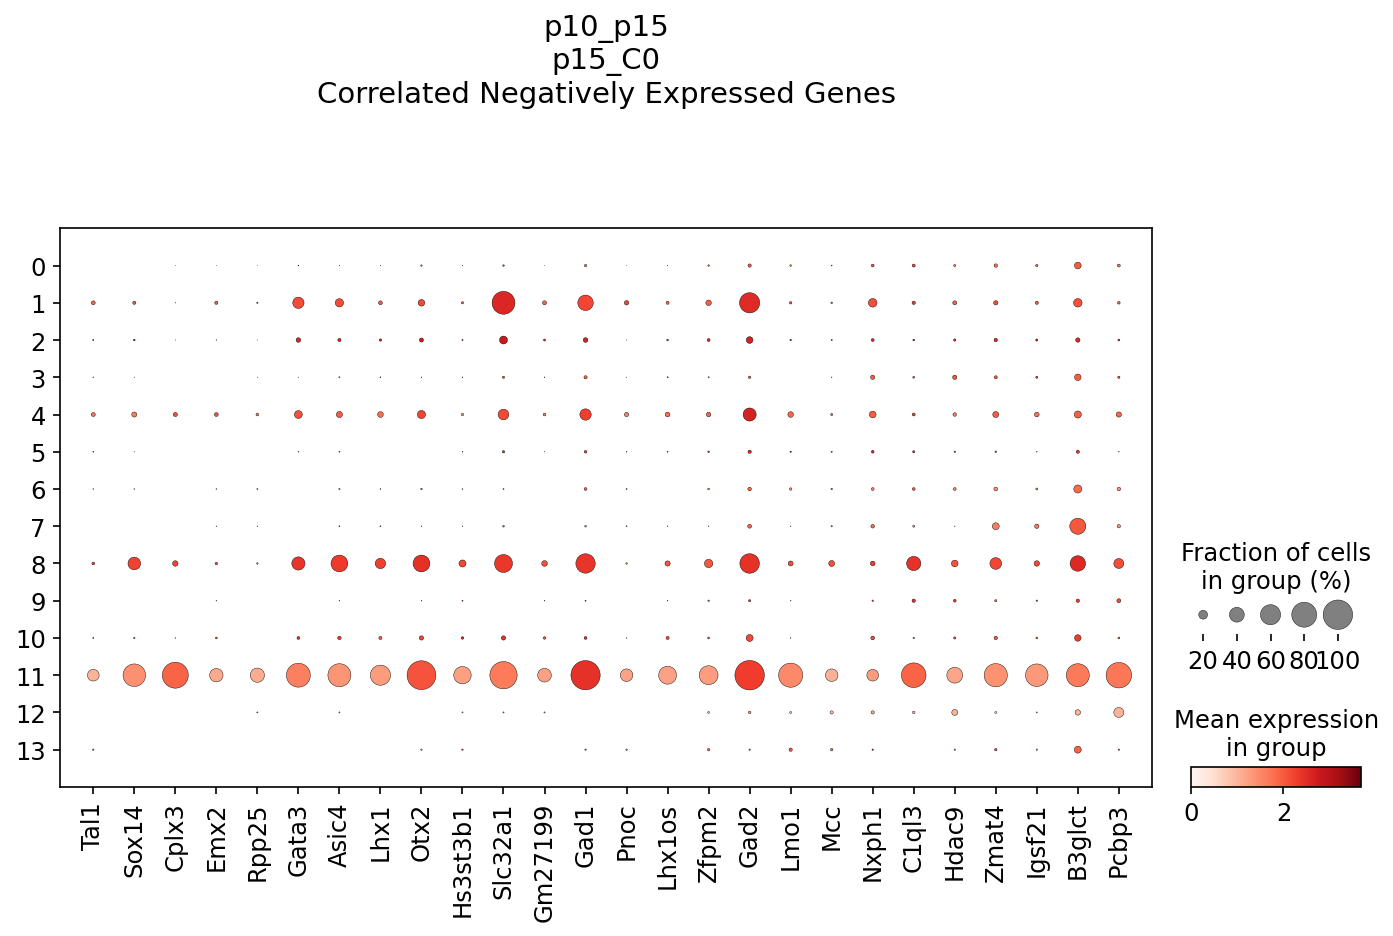 p10_p15
p15_C0
Correlated Negatively Expressed Genes
0
1
2
3
4
5
6
7
8
9
10
11
12
13
Tal1
Sox14
Cplx3
Emx2
Rpp25
Gata3
Asic4
Lhx1
Otx2
Hs3st3b1
Slc32a1
Gm27199
Gad1
Pnoc
Lhx1os
Zfpm2
Gad2
Lmo1
Mcc
Nxph1
C1ql3
Hdac9
Zmat4
Igsf21
B3glct
Pcbp3
Fraction of cells
in group (%)
20 40 60 80 100
Mean expression
in group
0 2